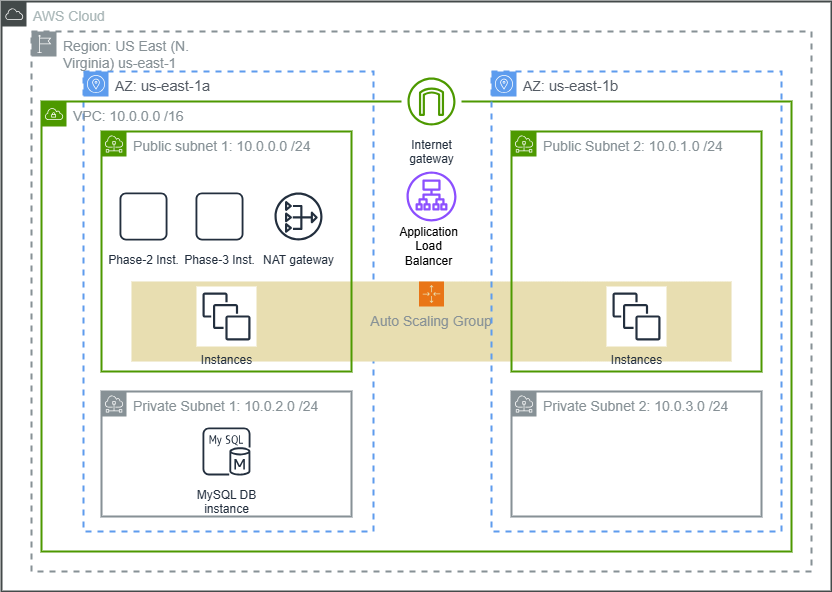 AWS Cloud
Region: US East (N.
Virginia) us-east-1
AZ: us-east-1a
AZ: us-east-1b
VPC: 10.0.0.0 /16
Public subnet 1: 10.0.0.0 /24
Internet
gateway
Public Subnet 2: 10.0.1.0 /24
Phase-2 Inst.
Phase-3 Inst.
NAT gateway
Application
Load
Balancer
Auto Scaling Group
Instances
Instances
Private Subnet 1: 10.0.2.0 /24
Private Subnet 2: 10.0.3.0 /24
My SQL
M
MySQL DB
instance